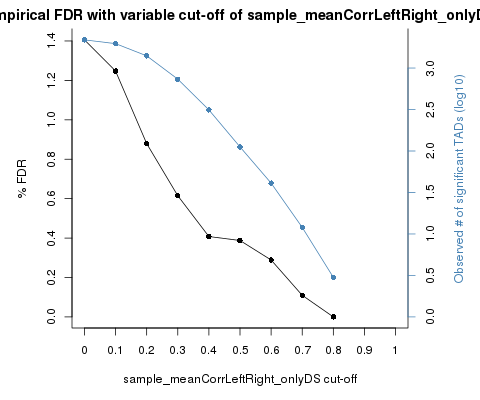 mpirical FDR with variable cut-off of sample_meanCorrLeftRight_onlyD
% FDR
0.0 0.2 0.4 0.6 0.8 1.0 1.2 1.4
0.0 0.5 1.0 1.5 2.0 2.5 3.0
Observed # of significant TADs (log10)
0 0.1 0.2 0.3 0.4 0.5 0.6 0.7 0.8 0.9 1
sample_meanCorrLeftRight_onlyDS cut-off